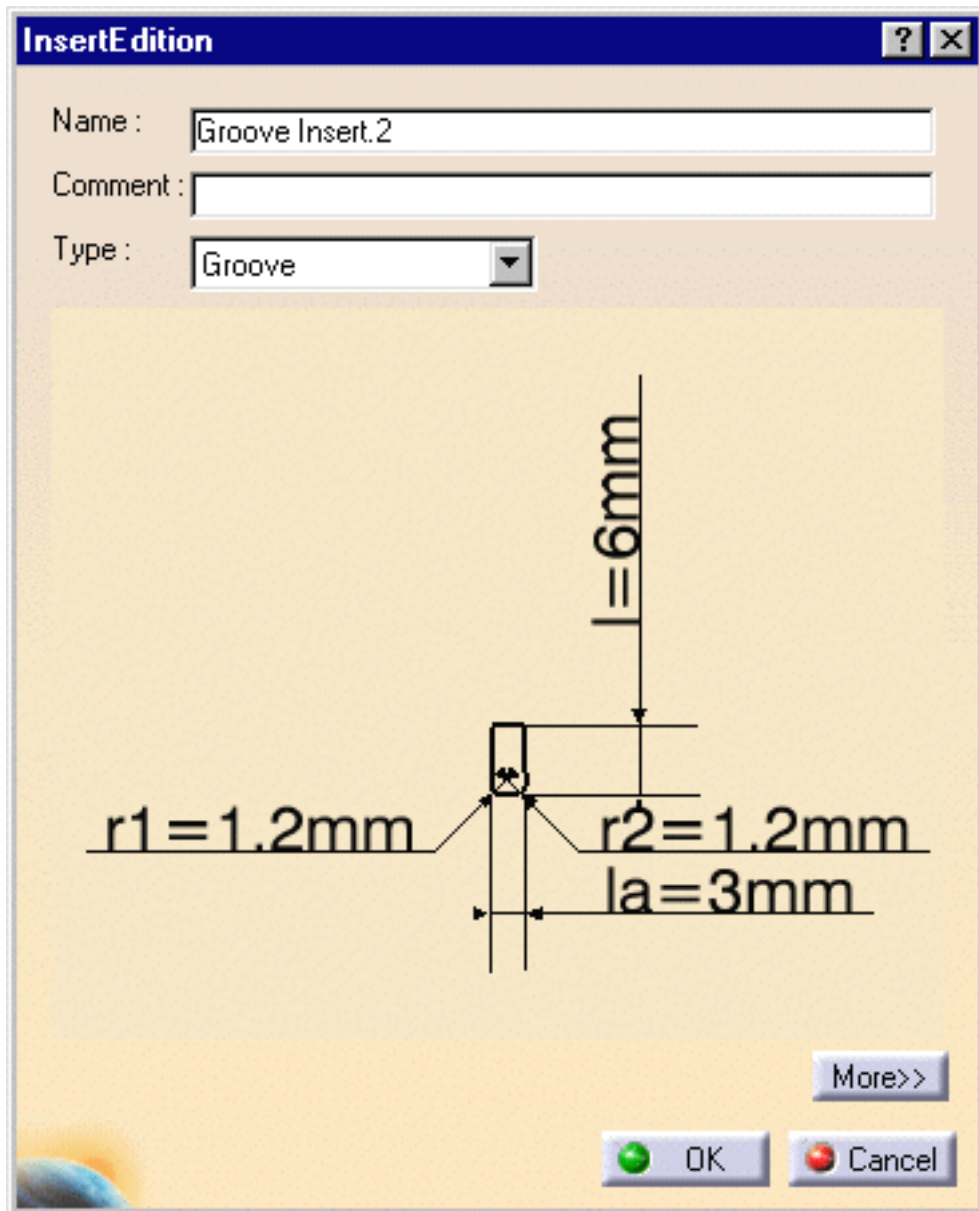 InsertEdition
Name :
Groove Insert.2
Comment :
Type :
Groove
l=6mm
r1=1.2mm
r2=1.2mm
la=3mm
More>>
OK
Cancel